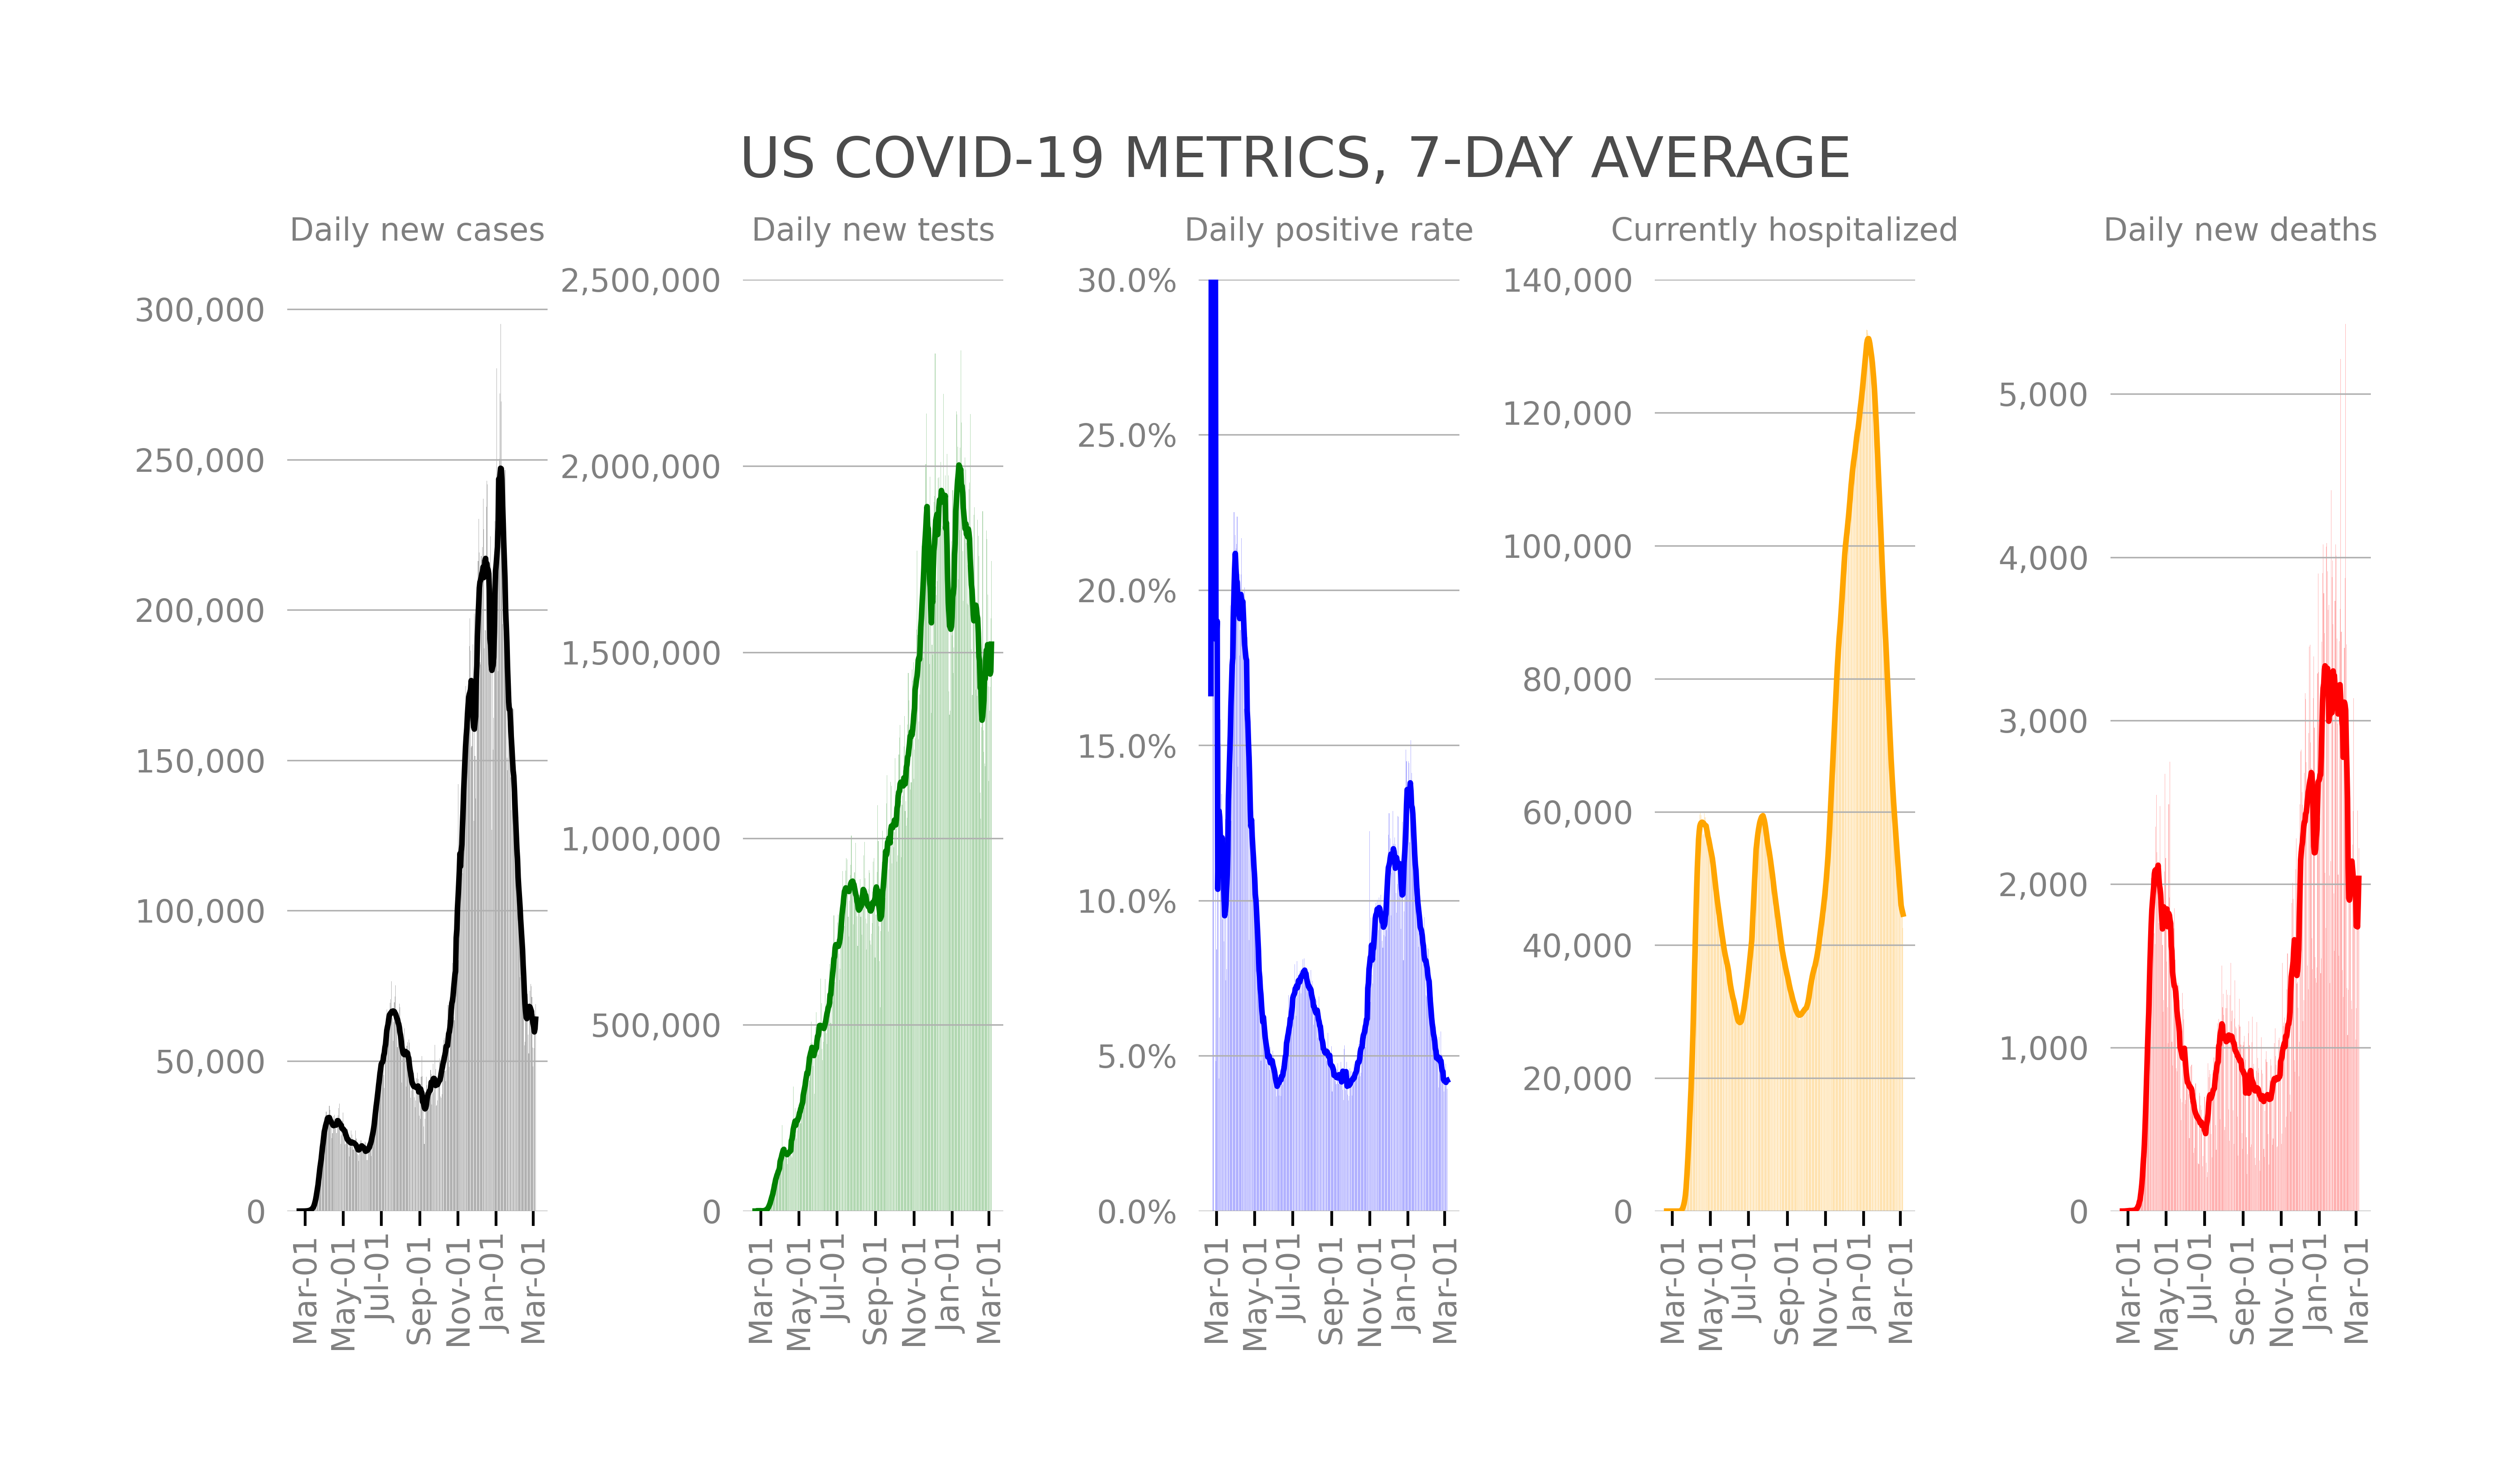 US COVID-19 METRICS, 7-DAY AVERAGE
Daily new cases
300,000
250,000
200,000
150,000
100,000
50,000
0
Mar-01
May-01
Jul-01
Sep-01
Nov-01
Jan-01
Mar-01
Daily new tests
2,500,000
2,000,000
1,500,000
1,000,000
500,000
0
Mar-01
May-01
Jul-01
Sep-01
Nov-01
Jan-01
Mar-01
Daily positive rate
30.0%
25.0%
20.0%
15.0%
10.0%
5.0%
0.0%
Mar-01
May-01
Jul-01
Sep-01
Nov-01
Jan-01
Mar-01
Currently hospitalized
140,000
120,000
100,000
80,000
60,000
40,000
20,000
0
Mar-01
May-01
Jul-01
Sep-01
Nov-01
Jan-01
Mar-01
Daily new deaths
5,000
4,000
3,000
2,000
1,000
0
Mar-01
May-01
Jul-01
Sep-01
Nov-01
Jan-01
Mar-01